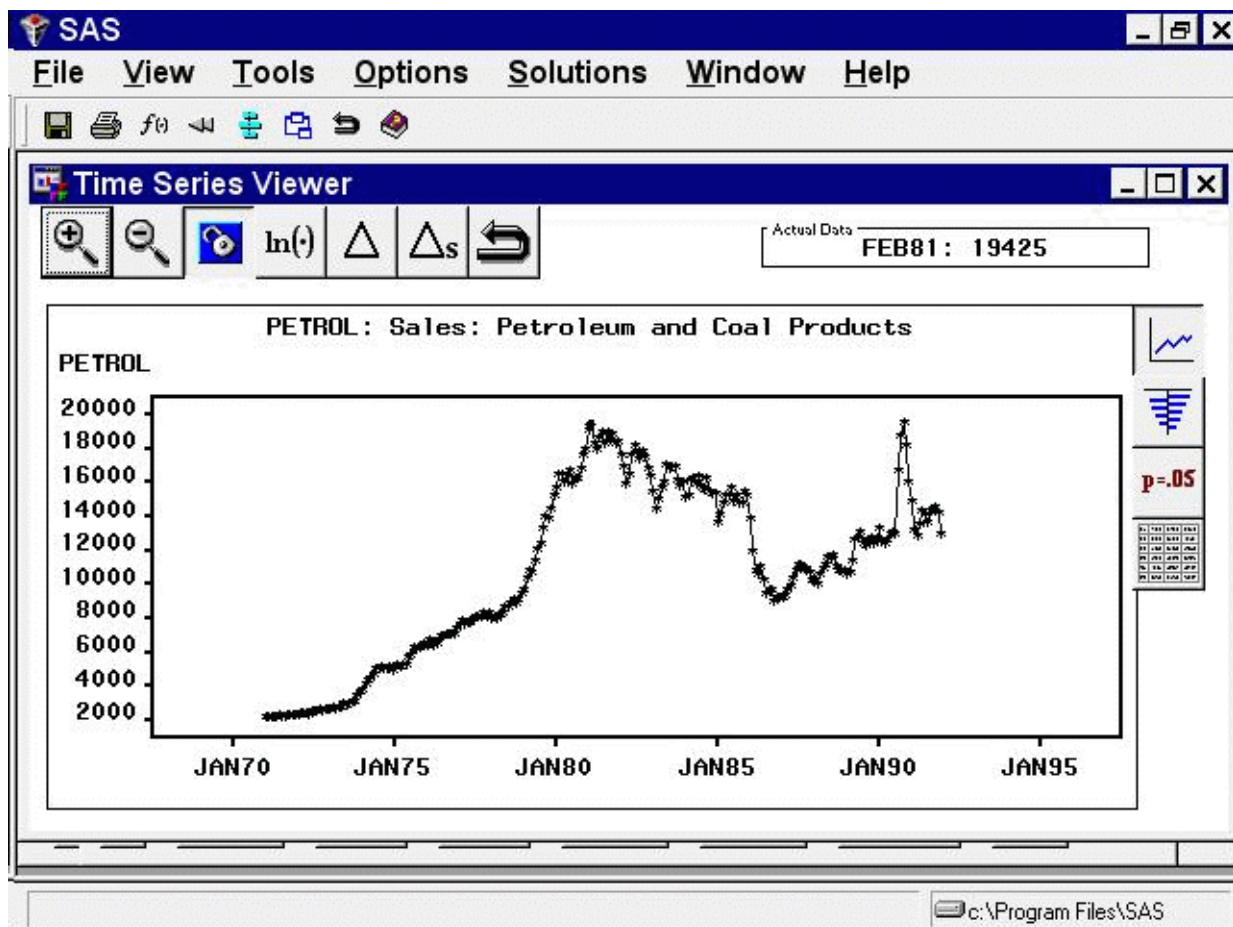 SAS
File View Tools Options Solutions Window Help
f(·)
Time Series Viewer
ln(·) Δ Δs
Actual Data
FEB81: 19425
PETROL: Sales: Petroleum and Coal Products
PETROL
20000
18000
16000
14000
12000
10000
8000
6000
4000
2000
JAN70 JAN75 JAN80 JAN85 JAN90 JAN95
p=.05
c:\Program Files\SAS